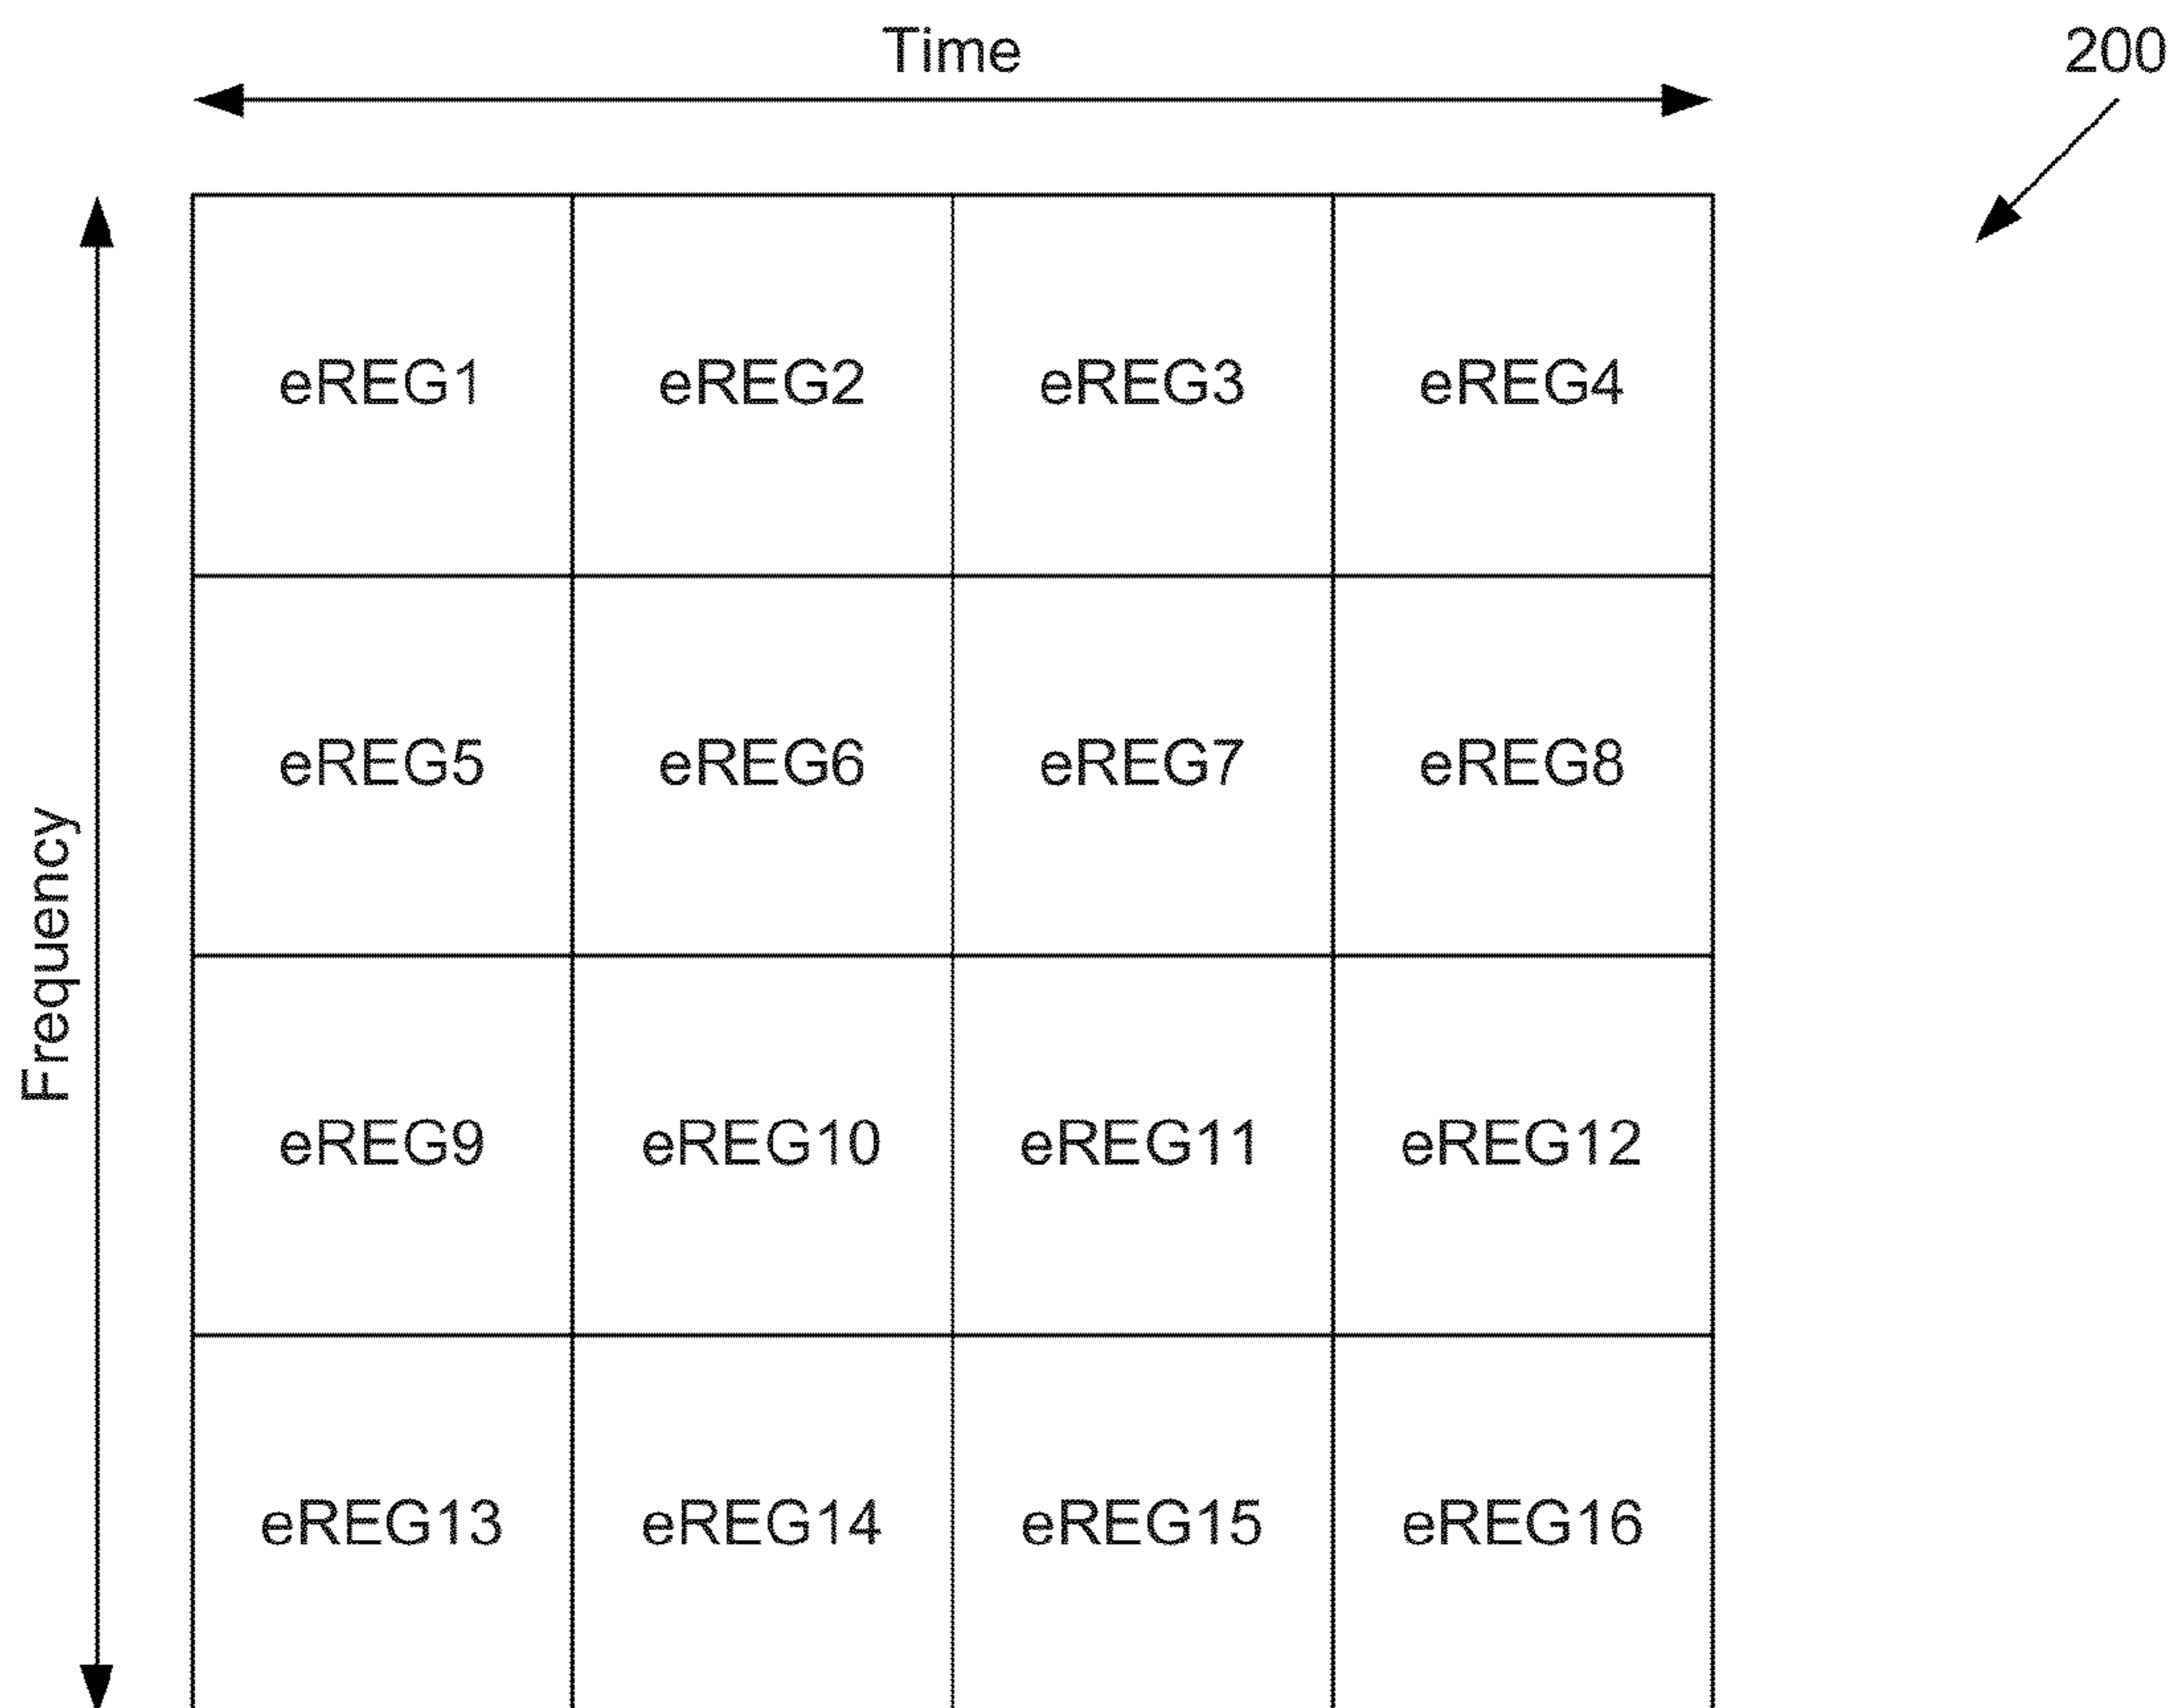 Time
200
Frequency
eREG1 eREG2 eREG3 eREG4
eREG5 eREG6 eREG7 eREG8
eREG9 eREG10 eREG11 eREG12
eREG13 eREG14 eREG15 eREG16